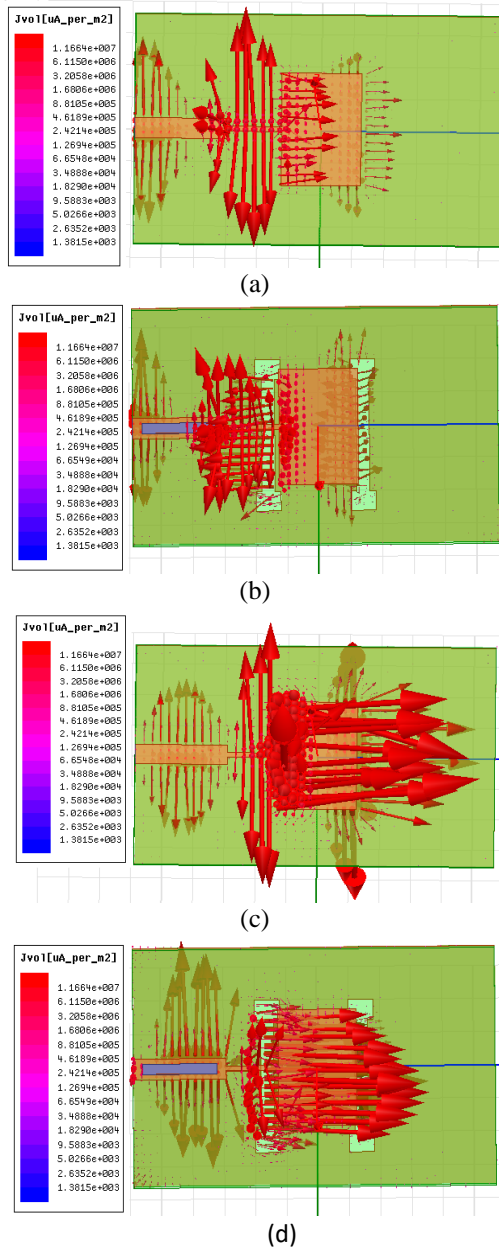 Jvol[uA_per_m2]
1.1664e+007
6.1150e+006
3.2058e+006
1.6806e+006
8.8105e+005
4.6189e+005
2.4214e+005
1.2694e+005
6.6548e+004
3.4888e+004
1.8290e+004
9.5883e+003
5.0266e+003
2.6352e+003
1.3815e+003
(a)
Jvol[uA_per_m2]
1.1664e+007
6.1150e+006
3.2058e+006
1.6806e+006
8.8105e+005
4.6189e+005
2.4214e+005
1.2694e+005
6.6549e+004
3.4888e+004
1.8290e+004
9.5883e+003
5.0266e+003
2.6352e+003
1.3815e+003
(b)
Jvol[uA_per_m2]
1.1664e+007
6.1150e+006
3.2058e+006
1.6806e+006
8.8105e+005
4.6189e+005
2.4214e+005
1.2694e+005
6.6549e+004
3.4888e+004
1.8290e+004
9.5883e+003
5.0266e+003
2.6352e+003
1.3815e+003
(c)
Jvol[uA_per_m2]
1.1664e+007
6.1150e+006
3.2058e+006
1.6806e+006
8.8105e+005
4.6189e+005
2.4214e+005
1.2694e+005
6.6549e+004
3.4888e+004
1.8290e+004
9.5883e+003
5.0266e+003
2.6352e+003
1.3815e+003
(d)